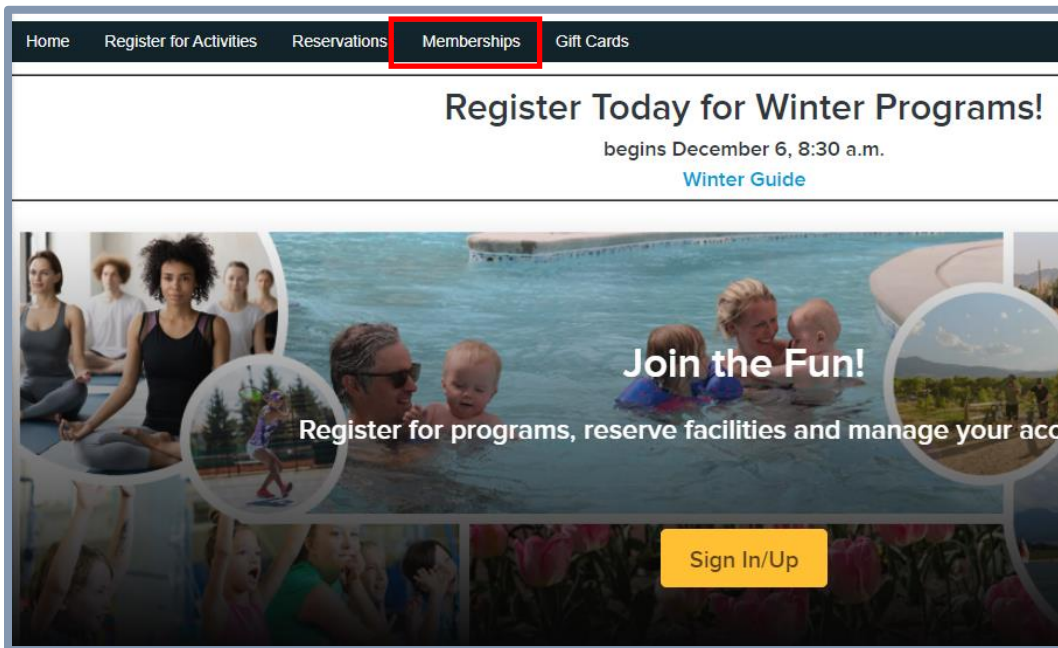 Home Register for Activities Reservations Memberships Gift Cards
Register Today for Winter Programs!
begins December 6, 8:30 a.m.
Winter Guide
Join the Fun!
Register for programs, reserve facilities and manage your acc
Sign In/Up